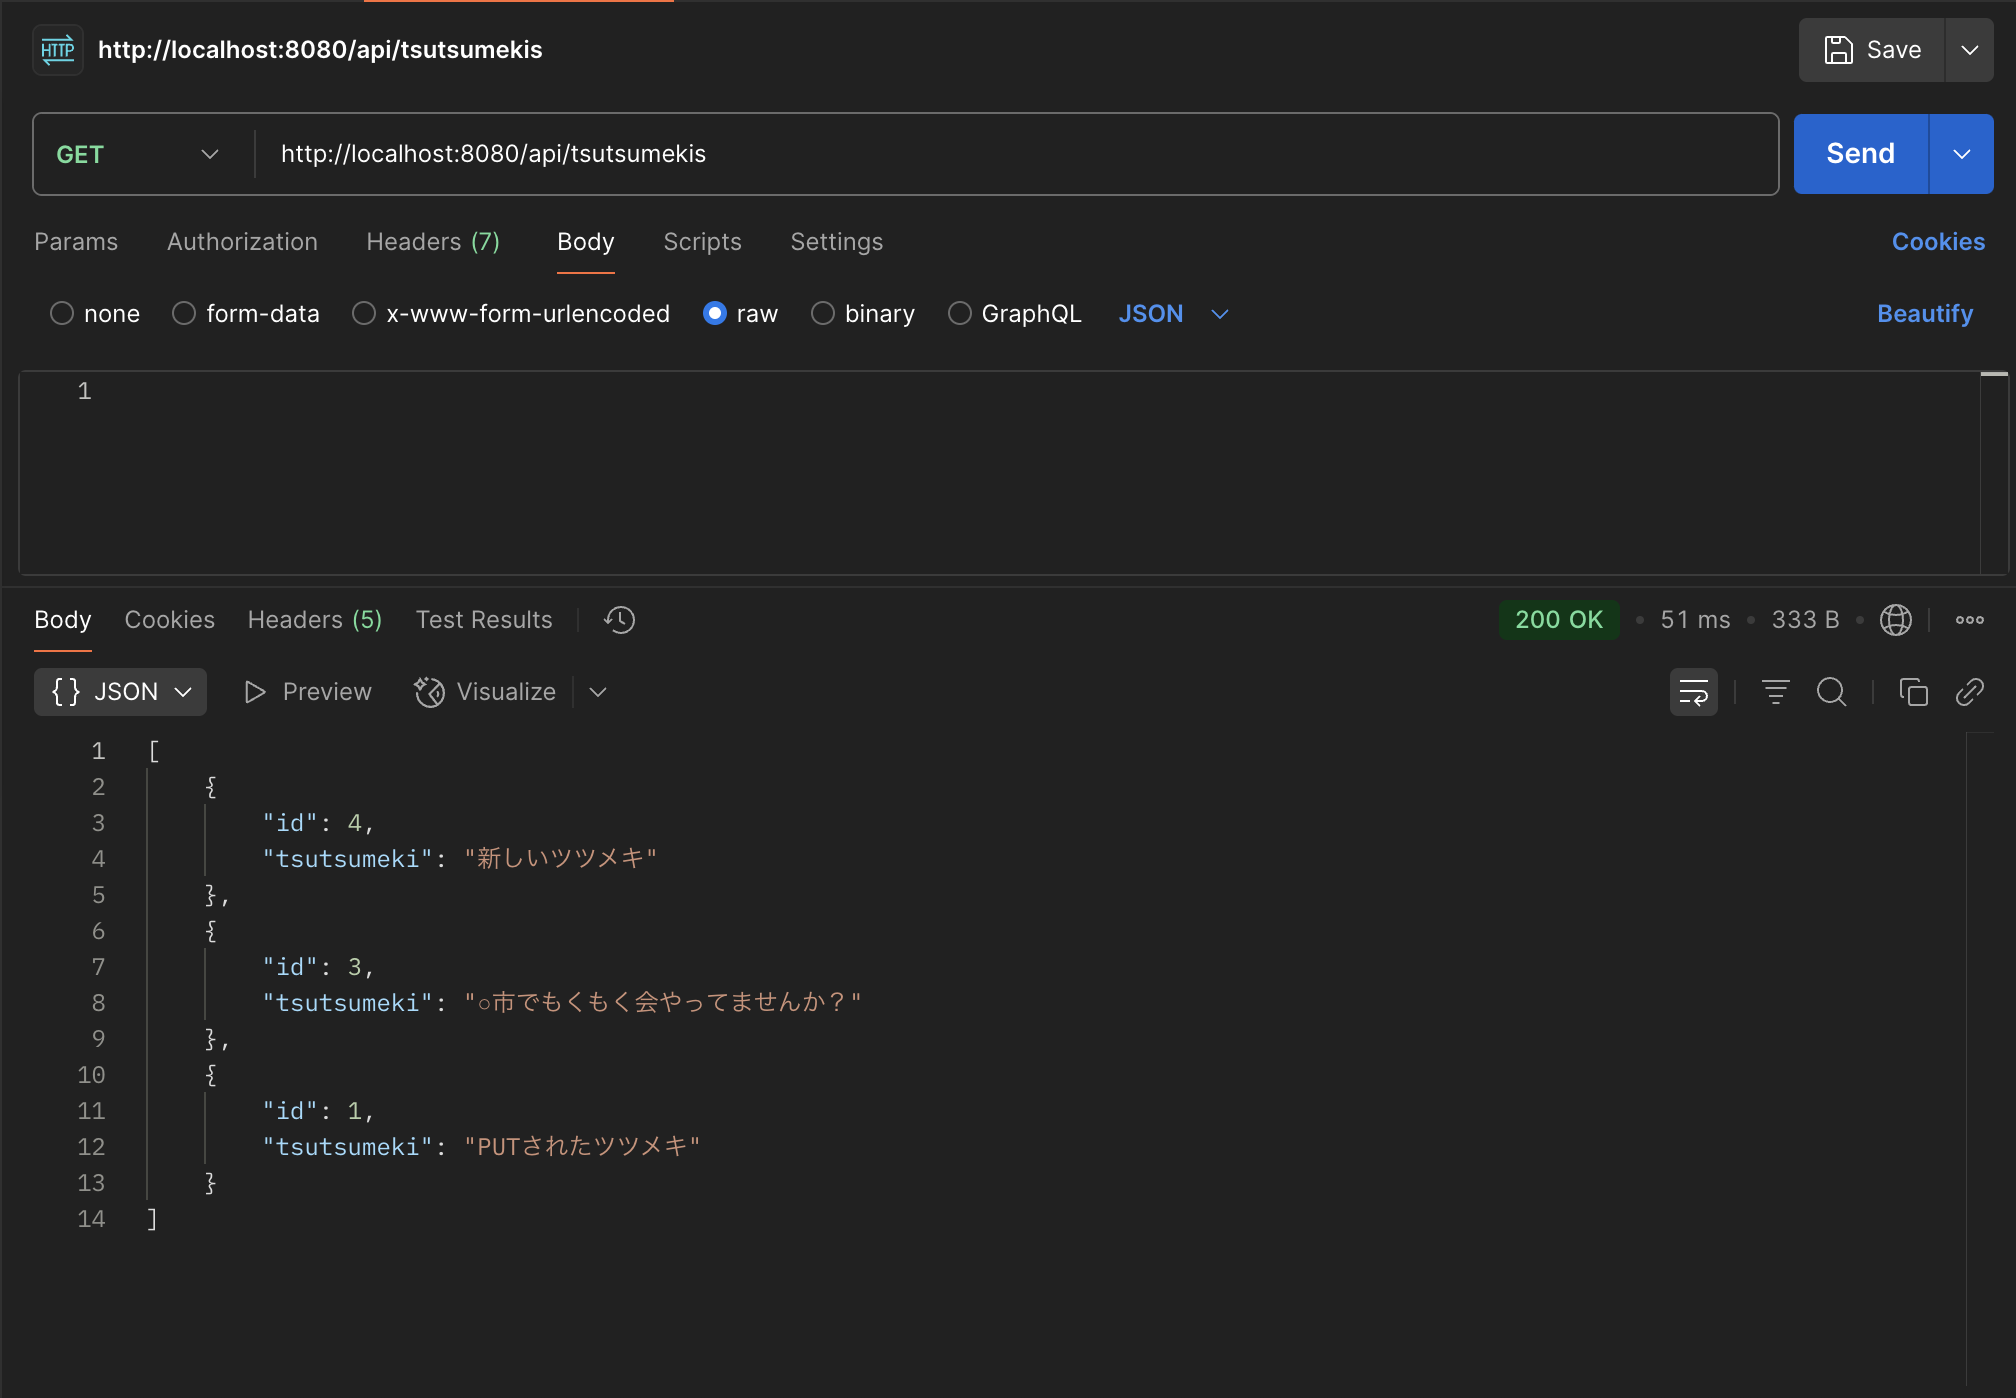 HTTP http://localhost:8080/api/tsutsumekis Save
GET http://localhost:8080/api/tsutsumekis Send
Params Authorization Headers (7) Body Scripts Settings Cookies
none form-data x-www-form-urlencoded raw binary GraphQL JSON Beautify
1
Body Cookies Headers (5) Test Results 200 OK • 51 ms • 333 B •
{ } JSON Preview Visualize
1 [
2 {
3 "id": 4,
4 "tsutsumeki": "新しいツツメキ"
5 },
6 {
7 "id": 3,
8 "tsutsumeki": "○市でもくもく会やってませんか？"
9 },
10 {
11 "id": 1,
12 "tsutsumeki": "PUTされたツツメキ"
13 }
14 ]